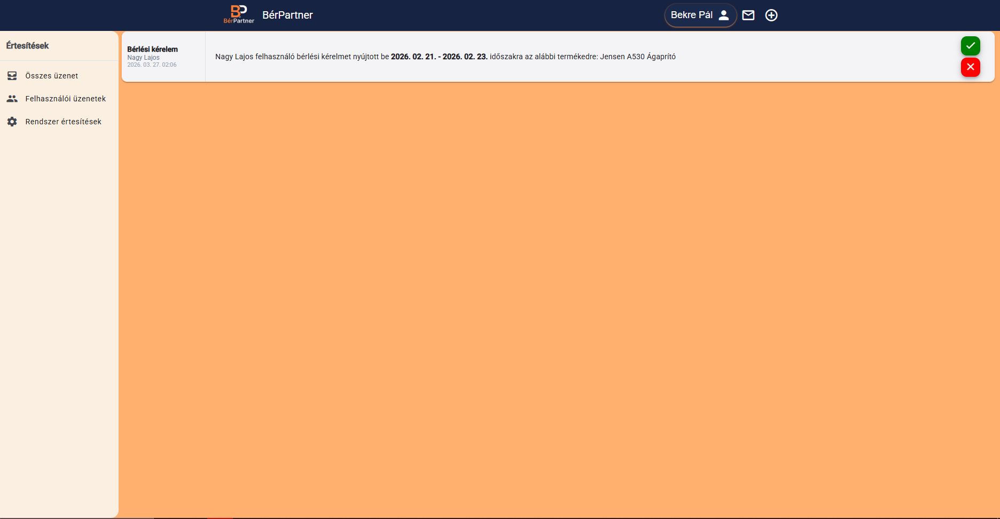 BP
BérPartner
BérPartner
Bekre Pál
Értesítések
Összes üzenet
Felhasználói üzenetek
Rendszer értesítések
Bérlési kérelem
Nagy Lajos
2026. 03. 27. 02:06
Nagy Lajos felhasználó bérlési kérelmet nyújtott be 2026. 02. 21. - 2026. 02. 23. időszakra az alábbi termékedre: Jensen A530 Ágaprító